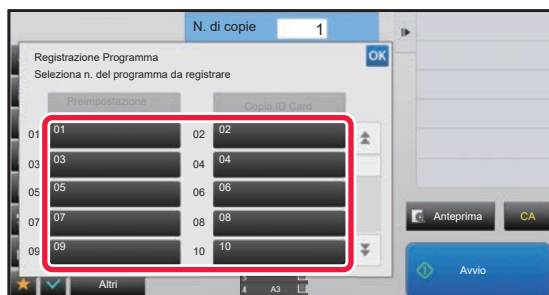 N. di copie 1
Registrazione Programma OK
Seleziona n. del programma da registrare
Preimpostazione Copia ID Card
01 01 02 02
03 03 04 04
05 05 06 06
07 07 08 08
09 09 10 10
Anteprima CA
Altri
Avvio
4 A3